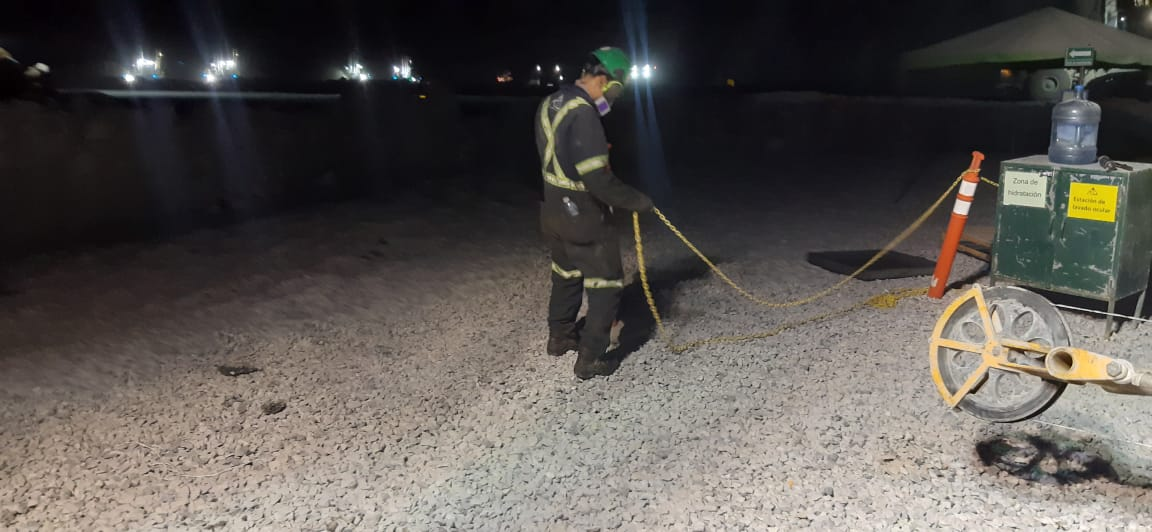 Zona de
hidratación
Estación de
lavado ocular